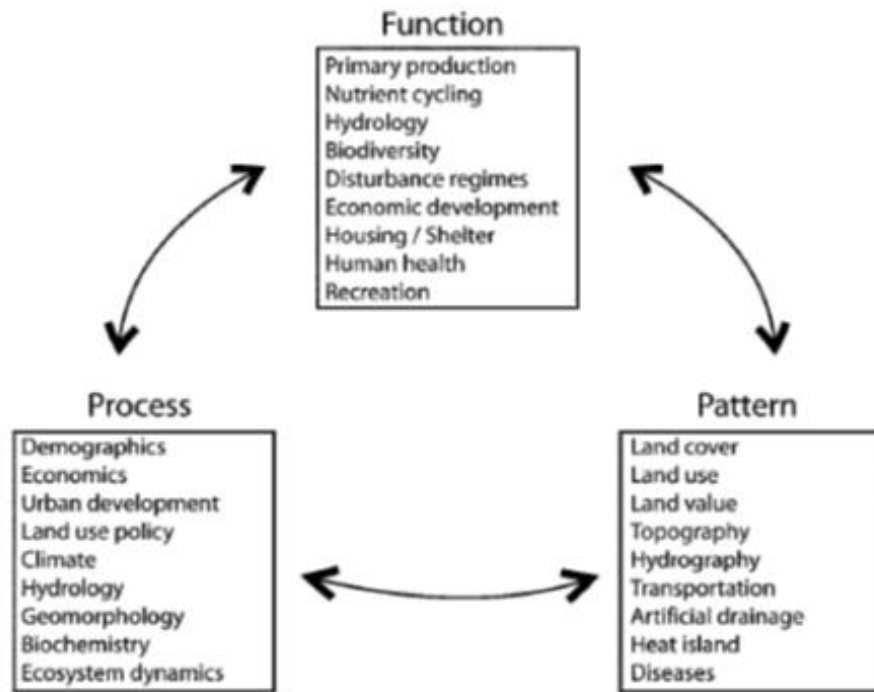 Function
Primary production
Nutrient cycling
Hydrology
Biodiversity
Disturbance regimes
Economic development
Housing / Shelter
Human health
Recreation
Process
Demographics
Economics
Urban development
Land use policy
Climate
Hydrology
Geomorphology
Biochemistry
Ecosystem dynamics
Pattern
Land cover
Land use
Land value
Topography
Hydrography
Transportation
Artificial drainage
Heat island
Diseases